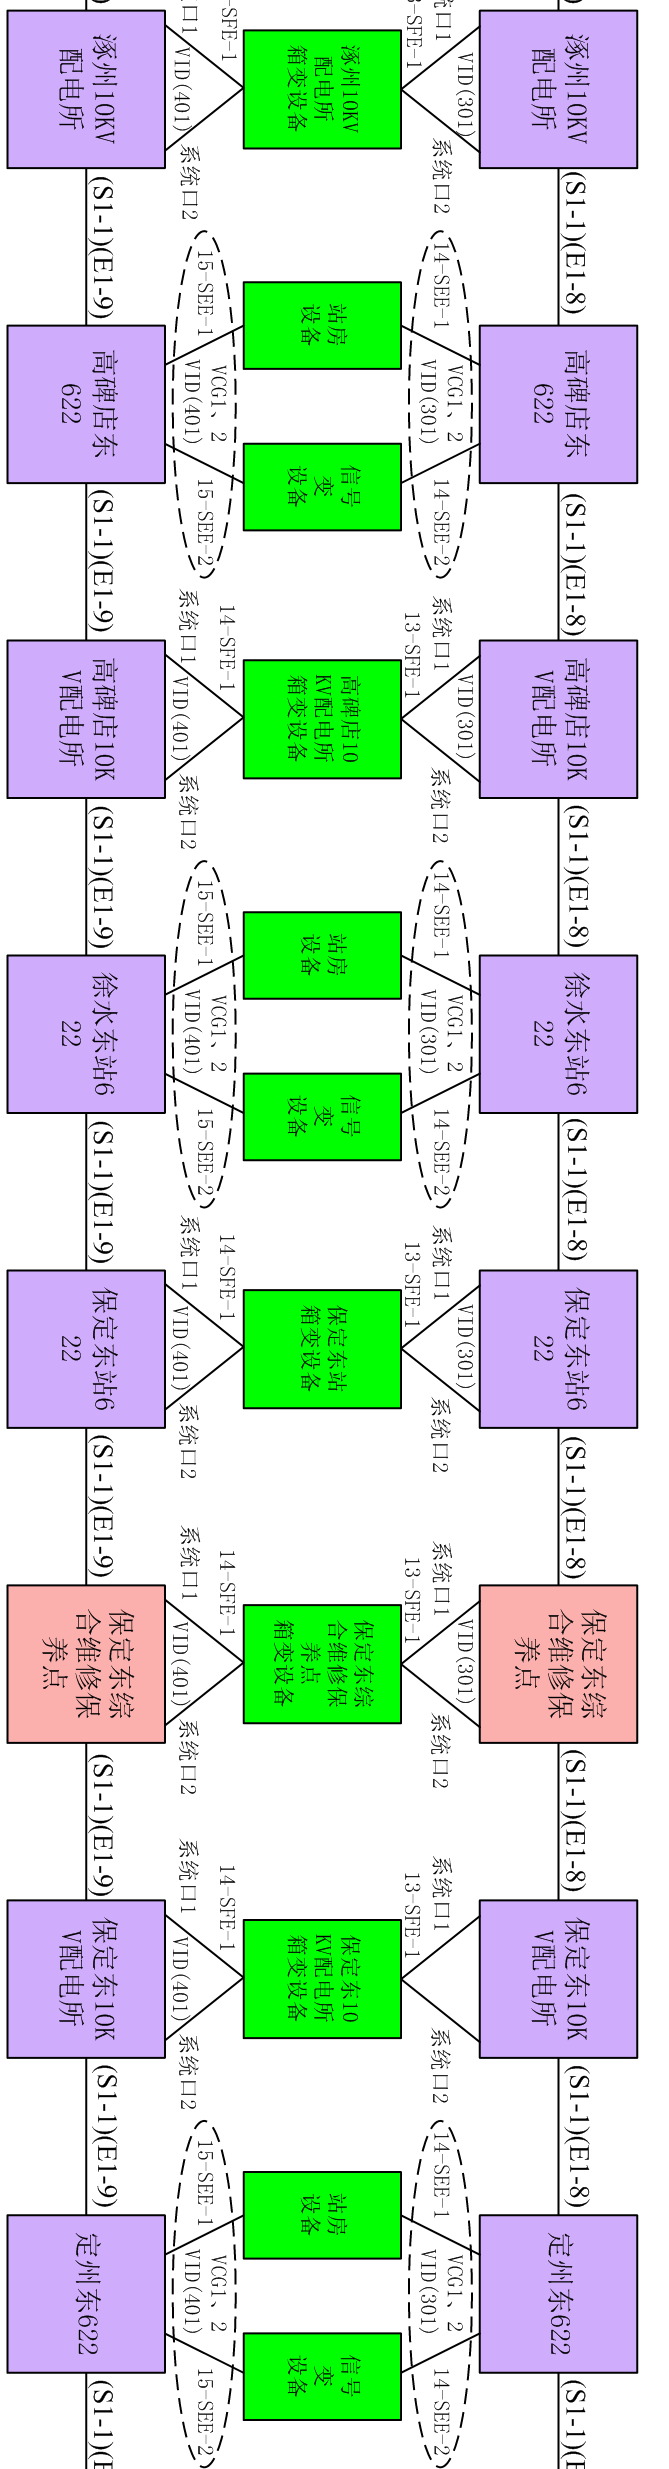 系统口1
-SFE-1
涿州10KV
配电所
VID(301)
系统口2
涿州10KV
配电所
箱变设备
-SFE-1
口1
VID(401)
系统口2
涿州10KV
配电所
(S1-1)(E1-8)
(S1-1)(E1-9)
高碑店东
622
14-SEE-1
VCG1、2
VID(301)
14-SEE-2
站房
设备
信号
变
设备
15-SEE-1
VCG1、2
VID(401)
15-SEE-2
高碑店东
622
(S1-1)(E1-8)
(S1-1)(E1-9)
高碑店10K
V配电所
系统口1
13-SFE-1
VID(301)
系统口2
高碑店10
KV配电所
箱变设备
14-SFE-1
系统口1
VID(401)
系统口2
高碑店10K
V配电所
(S1-1)(E1-8)
(S1-1)(E1-9)
徐水东站6
22
14-SEE-1
VCG1、2
VID(301)
14-SEE-2
站房
设备
信号
变
设备
15-SEE-1
VCG1、2
VID(401)
15-SEE-2
徐水东站6
22
(S1-1)(E1-8)
(S1-1)(E1-9)
保定东站6
22
系统口1
13-SFE-1
VID(301)
系统口2
保定东站
箱变设备
14-SFE-1
系统口1
VID(401)
系统口2
保定东站6
22
(S1-1)(E1-8)
(S1-1)(E1-9)
保定东综
合维修保
养点
系统口1
13-SFE-1
VID(301)
系统口2
保定东综
合维修保
养点
箱变设备
14-SFE-1
系统口1
VID(401)
系统口2
保定东综
合维修保
养点
(S1-1)(E1-8)
(S1-1)(E1-9)
保定东10K
V配电所
系统口1
13-SFE-1
系统口2
保定东10
KV配电所
箱变设备
14-SFE-1
系统口1
VID(401)
系统口2
保定东10K
V配电所
(S1-1)(E1-8)
(S1-1)(E1-9)
定州东622
14-SEE-1
VCG1、2
VID(301)
14-SEE-2
站房
设备
信号
变
设备
15-SEE-1
VCG1、2
VID(401)
15-SEE-2
定州东622
(S1-1)(E
(S1-1)(E